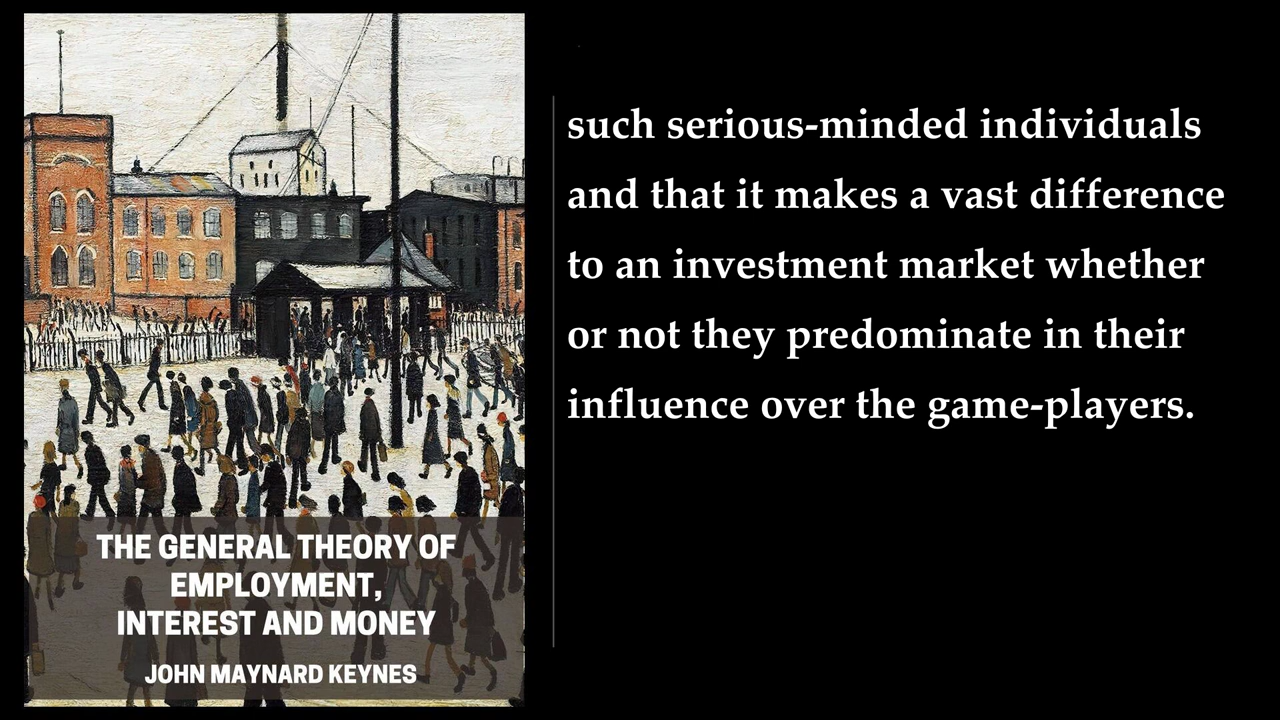 such serious-minded individuals
and that it makes a vast difference
to an investment market whether
or not they predominate in their
influence over the game-players.
THE GENERAL THEORY OF
EMPLOYMENT,
INTEREST AND MONEY
JOHN MAYNARD KEYNES